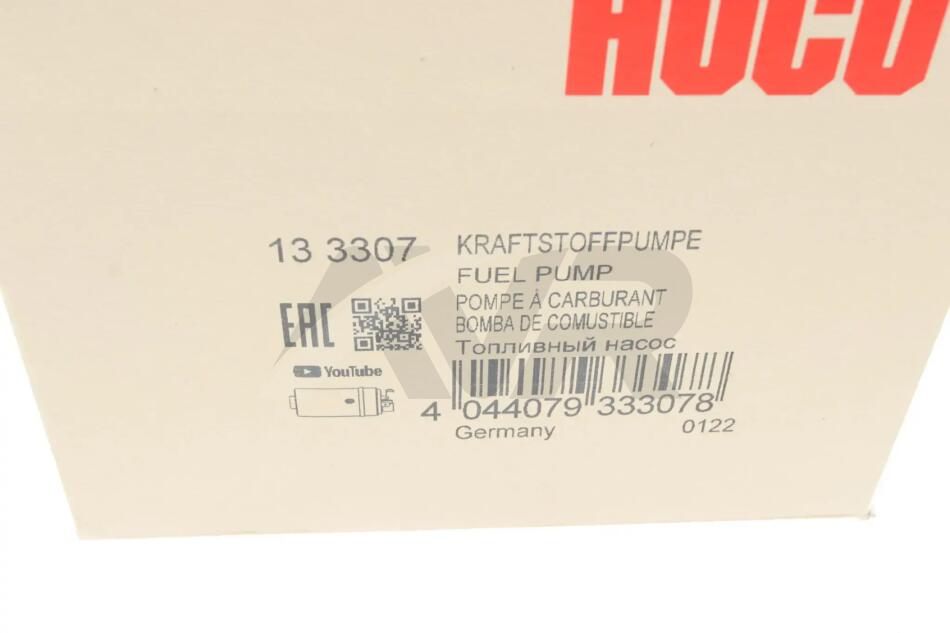 HUCO
13 3307
KRAFTSTOFFPUMPE
FUEL PUMP
POMPE À CARBURANT
BOMBA DE COMUSTIBLE
Топливный насос
EAC
YouTube
4 044079 333078
Germany 0122